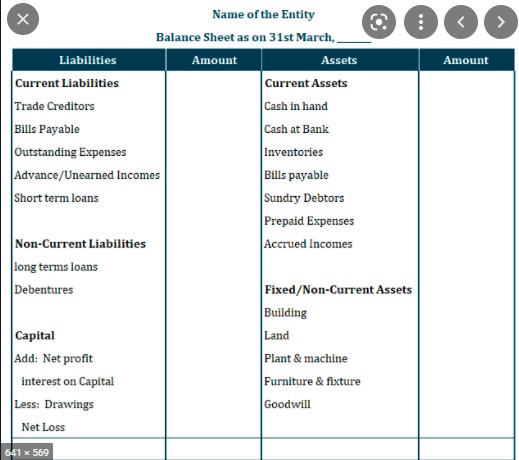 Name of the Entity
Balance Sheet as on 31st March, ______
Liabilities Amount Assets Amount
Current Liabilities Current Assets
Trade Creditors Cash in hand
Bills Payable Cash at Bank
Outstanding Expenses Inventories
Advance/Unearned Incomes Bills payable
Short term loans Sundry Debtors
Prepaid Expenses
Non-Current Liabilities Accrued Incomes
long terms loans
Debentures Fixed/Non-Current Assets
Building
Capital Land
Add: Net profit Plant & machine
interest on Capital Furniture & fixture
Less: Drawings Goodwill
Net Loss
641 × 569